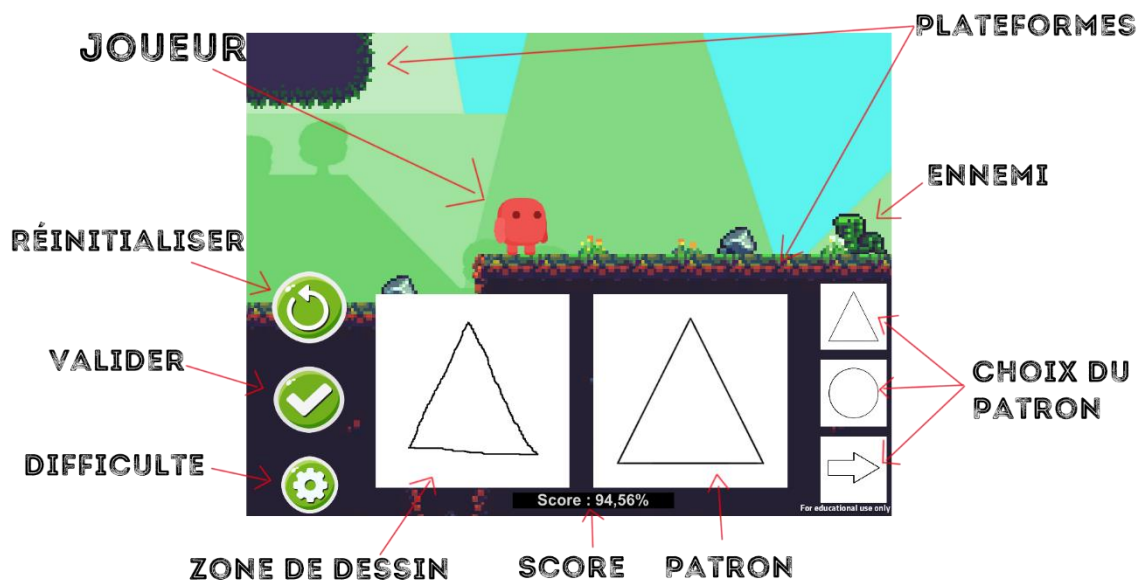 PLATEFORMES
JOUEUR
ENNEMI
RÉINITIALISER
VALIDER
CHOIX DU
PATRON
DIFFICULTE
Score : 94,56%
For educational use only
ZONE DE DESSIN
SCORE
PATRON